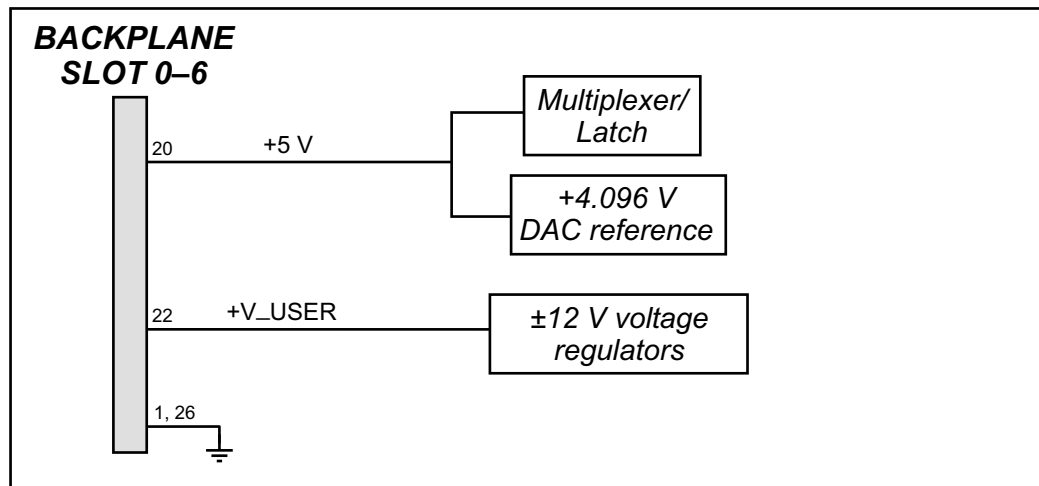 BACKPLANE
SLOT 0–6
20
+5 V
Multiplexer/
Latch
+4.096 V
DAC reference
22
+V_USER
±12 V voltage
regulators
1, 26